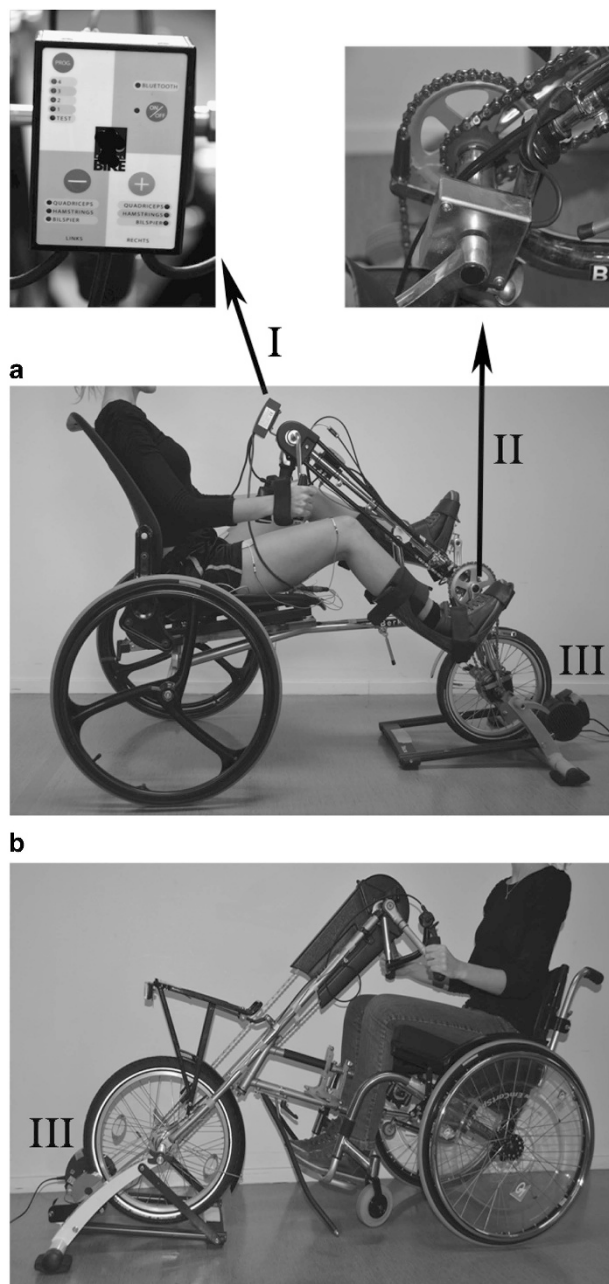 PROG
4
3
2
1
TEST
BLUETOOTH
ON/
OFF
BIKE
QUADRICEPS
HAMSTRINGS
BILSPIER
QUADRICEPS
HAMSTRINGS
BILSPIER
LINKS
RECHTS
B
I
a
II
III
b
III